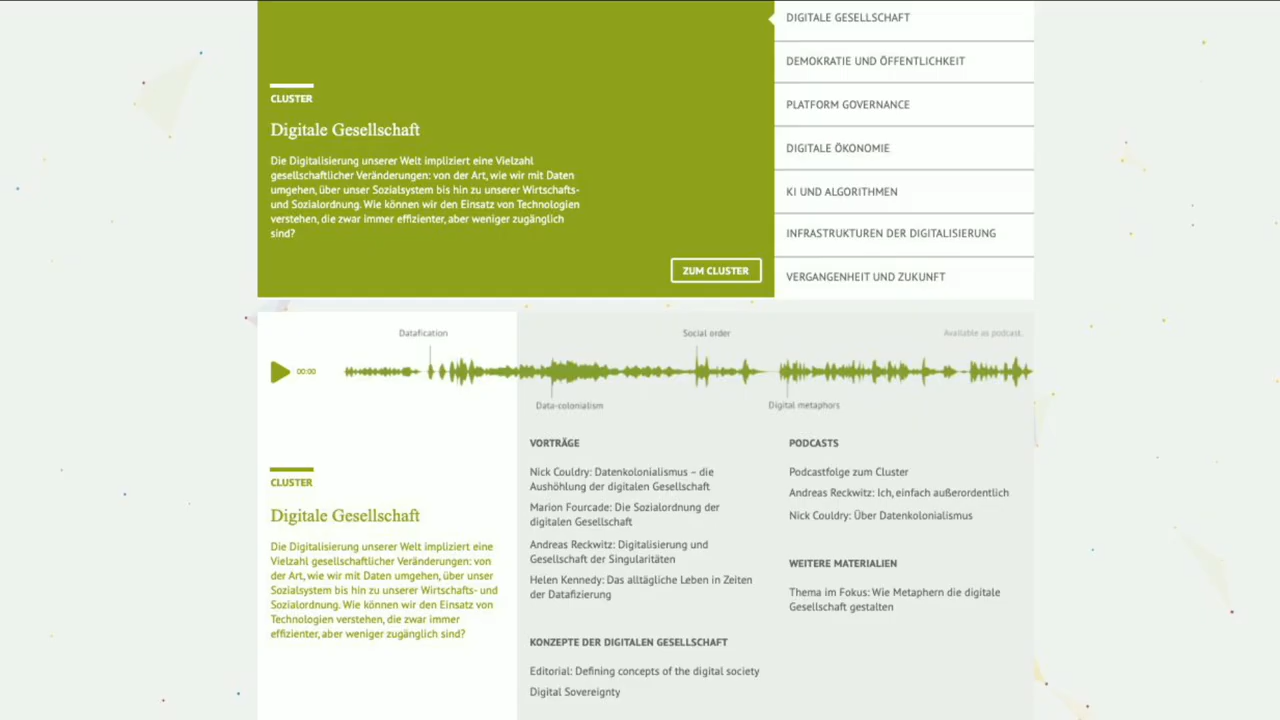 CLUSTER
Digitale Gesellschaft
Die Digitalisierung unserer Welt impliziert eine Vielzahl
gesellschaftlicher Veränderungen: von der Art, wie wir mit Daten
umgehen, über unser Sozialsystem bis hin zu unserer Wirtschafts-
und Sozialordnung. Wie können wir den Einsatz von Technologien
verstehen, die zwar immer effizienter, aber weniger zugänglich
sind?
ZUM CLUSTER
DIGITALE GESELLSCHAFT
DEMOKRATIE UND ÖFFENTLICHKEIT
PLATFORM GOVERNANCE
DIGITALE ÖKONOMIE
KI UND ALGORITHMEN
INFRASTRUKTUREN DER DIGITALISIERUNG
VERGANGENHEIT UND ZUKUNFT
Datafication
Social order
Available as podcast.
00:00
Data-colonialism
Digital metaphors
CLUSTER
Digitale Gesellschaft
Die Digitalisierung unserer Welt impliziert eine
Vielzahl gesellschaftlicher Veränderungen: von
der Art, wie wir mit Daten umgehen, über unser
Sozialsystem bis hin zu unserer Wirtschafts- und
Sozialordnung. Wie können wir den Einsatz von
Technologien verstehen, die zwar immer
effizienter, aber weniger zugänglich sind?
VORTRÄGE
Nick Couldry: Datenkolonialismus – die
Aushöhlung der digitalen Gesellschaft
Marion Fourcade: Die Sozialordnung der
digitalen Gesellschaft
Andreas Reckwitz: Digitalisierung und
Gesellschaft der Singularitäten
Helen Kennedy: Das alltägliche Leben in Zeiten
der Datafizierung
KONZEPTE DER DIGITALEN GESELLSCHAFT
Editorial: Defining concepts of the digital society
Digital Sovereignty
PODCASTS
Podcastfolge zum Cluster
Andreas Reckwitz: Ich, einfach außerordentlich
Nick Couldry: Über Datenkolonialismus
WEITERE MATERIALIEN
Thema im Fokus: Wie Metaphern die digitale
Gesellschaft gestalten